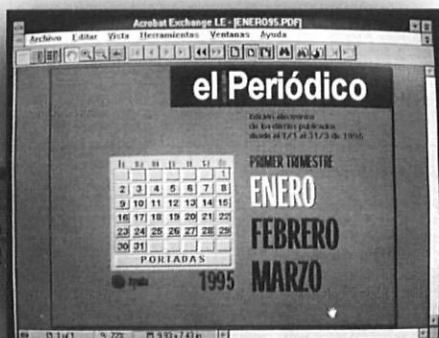 Acrobat Exchange LE - [ENERO95.PDF]
Archivo Editar Vista Herramientas Ventanas Ayuda
el Periódico
Edición electrónica
de los diarios publicados
desde el 1/1 al 31/3 de 1995
PRIMER TRIMESTRE
ENERO
FEBRERO
MARZO
1
2 3 4 5 6 7 8
9 10 11 12 13 14 15
16 17 18 19 20 21 22
23 24 25 26 27 28 29
30 31
PORTADAS
Ayuda
1995